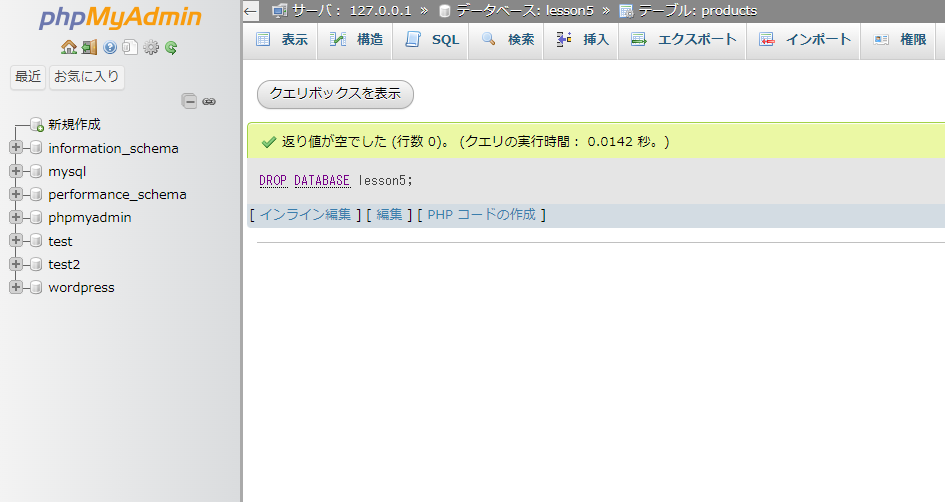 phpMyAdmin
最近 お気に入り
新規作成
information_schema
mysql
performance_schema
phpmyadmin
test
test2
wordpress
サーバ: 127.0.0.1 » データベース: lesson5 » テーブル: products
表示 構造 SQL 検索 挿入 エクスポート インポート 権限
クエリボックスを表示
返り値が空でした (行数 0)。 (クエリの実行時間: 0.0142 秒。)
DROP DATABASE lesson5;
[ インライン編集 ] [ 編集 ] [ PHP コードの作成 ]